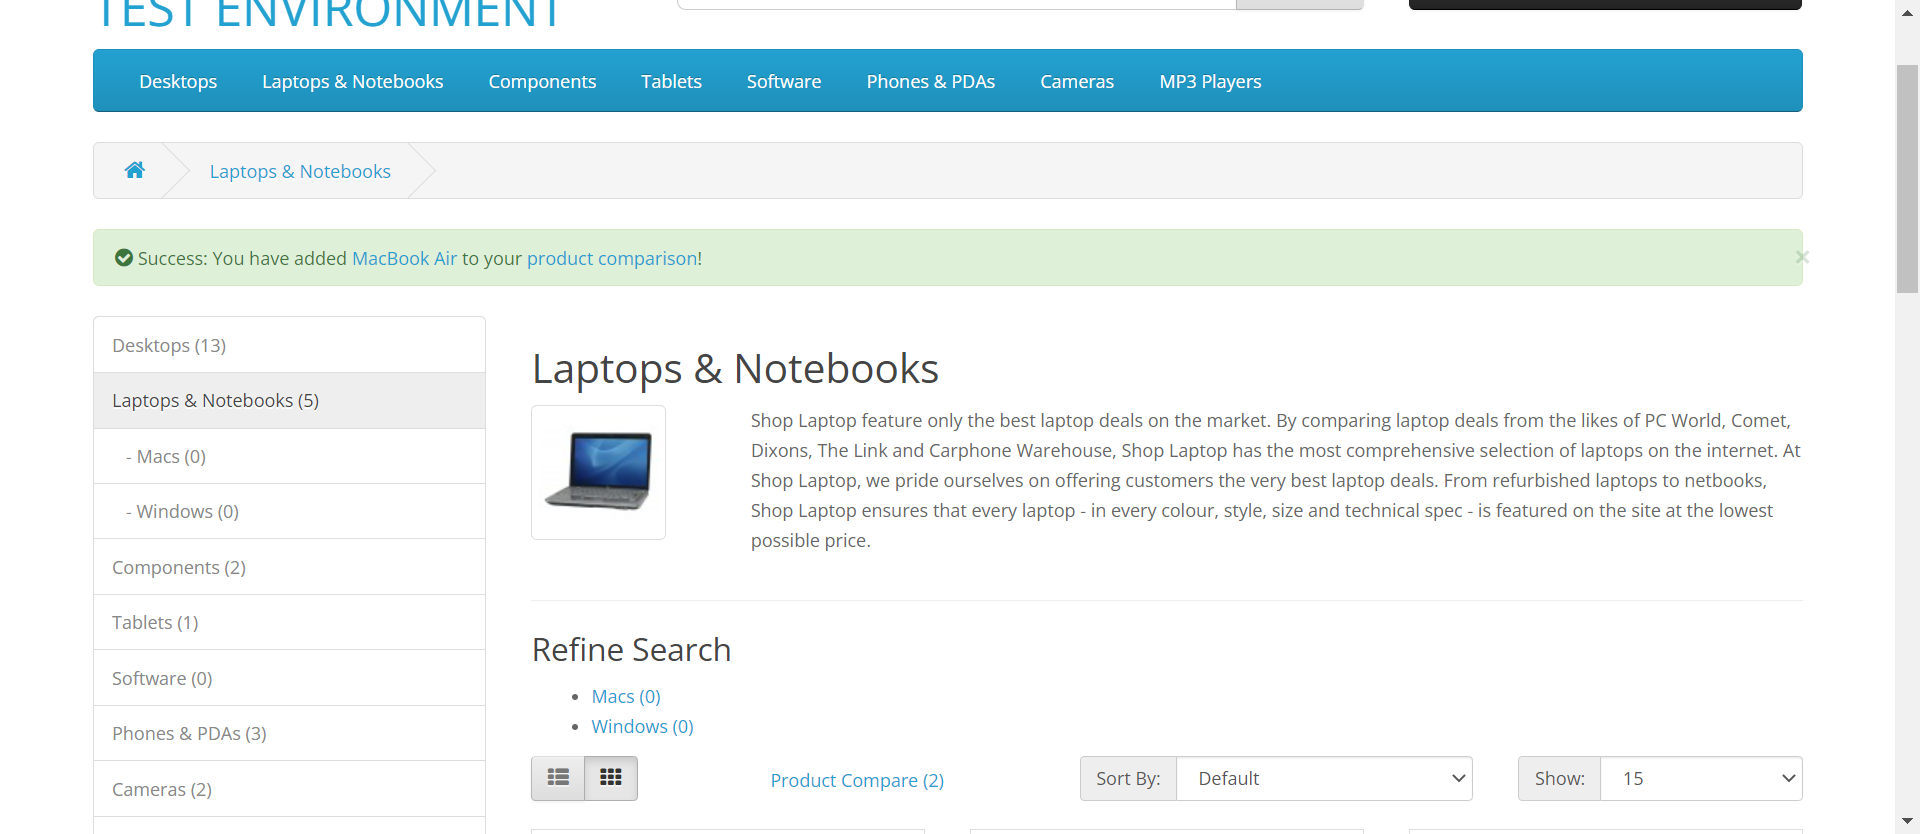 TEST ENVIRONMENT
Desktops Laptops & Notebooks Components Tablets Software Phones & PDAs Cameras MP3 Players
Laptops & Notebooks
Success: You have added MacBook Air to your product comparison!
×
Desktops (13)
Laptops & Notebooks (5)
- Macs (0)
- Windows (0)
Components (2)
Tablets (1)
Software (0)
Phones & PDAs (3)
Cameras (2)
Laptops & Notebooks
Shop Laptop feature only the best laptop deals on the market. By comparing laptop deals from the likes of PC World, Comet,
Dixons, The Link and Carphone Warehouse, Shop Laptop has the most comprehensive selection of laptops on the internet. At
Shop Laptop, we pride ourselves on offering customers the very best laptop deals. From refurbished laptops to netbooks,
Shop Laptop ensures that every laptop - in every colour, style, size and technical spec - is featured on the site at the lowest
possible price.
Refine Search
• Macs (0)
• Windows (0)
Product Compare (2) Sort By: Default Show: 15